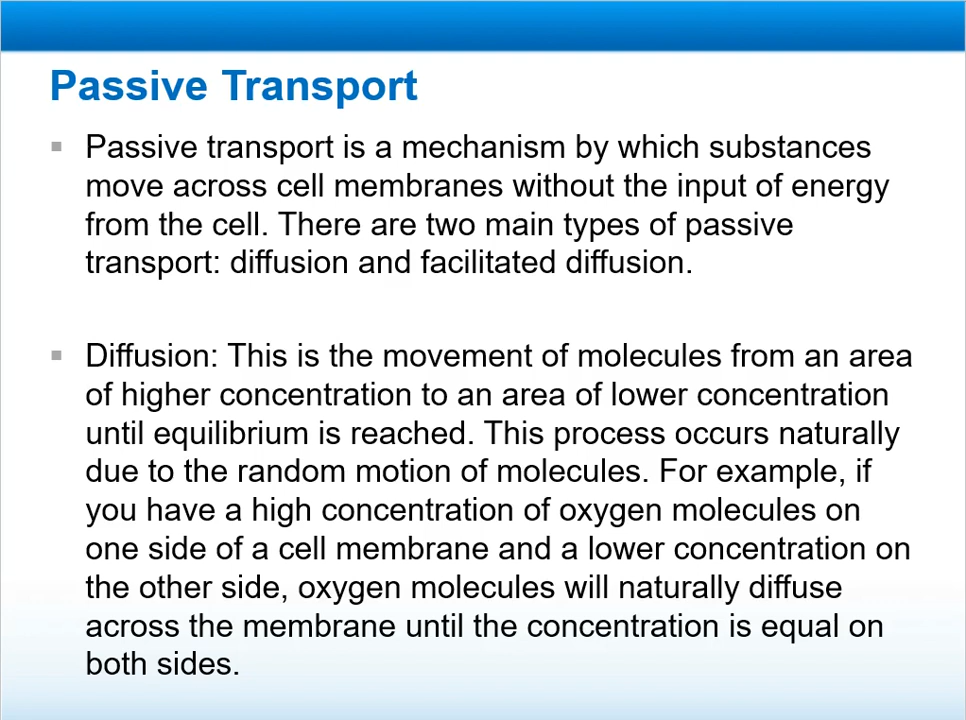 Passive Transport
Passive transport is a mechanism by which substances
move across cell membranes without the input of energy
from the cell. There are two main types of passive
transport: diffusion and facilitated diffusion.
Diffusion: This is the movement of molecules from an area
of higher concentration to an area of lower concentration
until equilibrium is reached. This process occurs naturally
due to the random motion of molecules. For example, if
you have a high concentration of oxygen molecules on
one side of a cell membrane and a lower concentration on
the other side, oxygen molecules will naturally diffuse
across the membrane until the concentration is equal on
both sides.